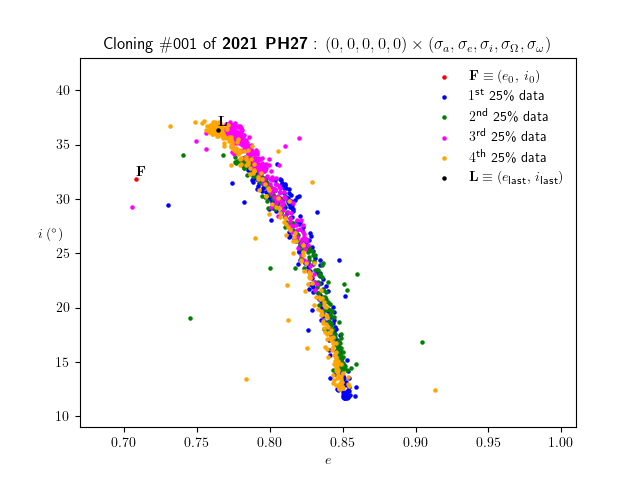 Cloning #001 of 2021 PH27 : (0, 0, 0, 0, 0) × (σa, σe, σi, σΩ, σω)
F ≡ (e0, i0)
1st 25% data
2nd 25% data
3rd 25% data
4th 25% data
L ≡ (elast, ilast)
L
F
i (°)
40
35
30
25
20
15
10
0.70 0.75 0.80 0.85 0.90 0.95 1.00
e